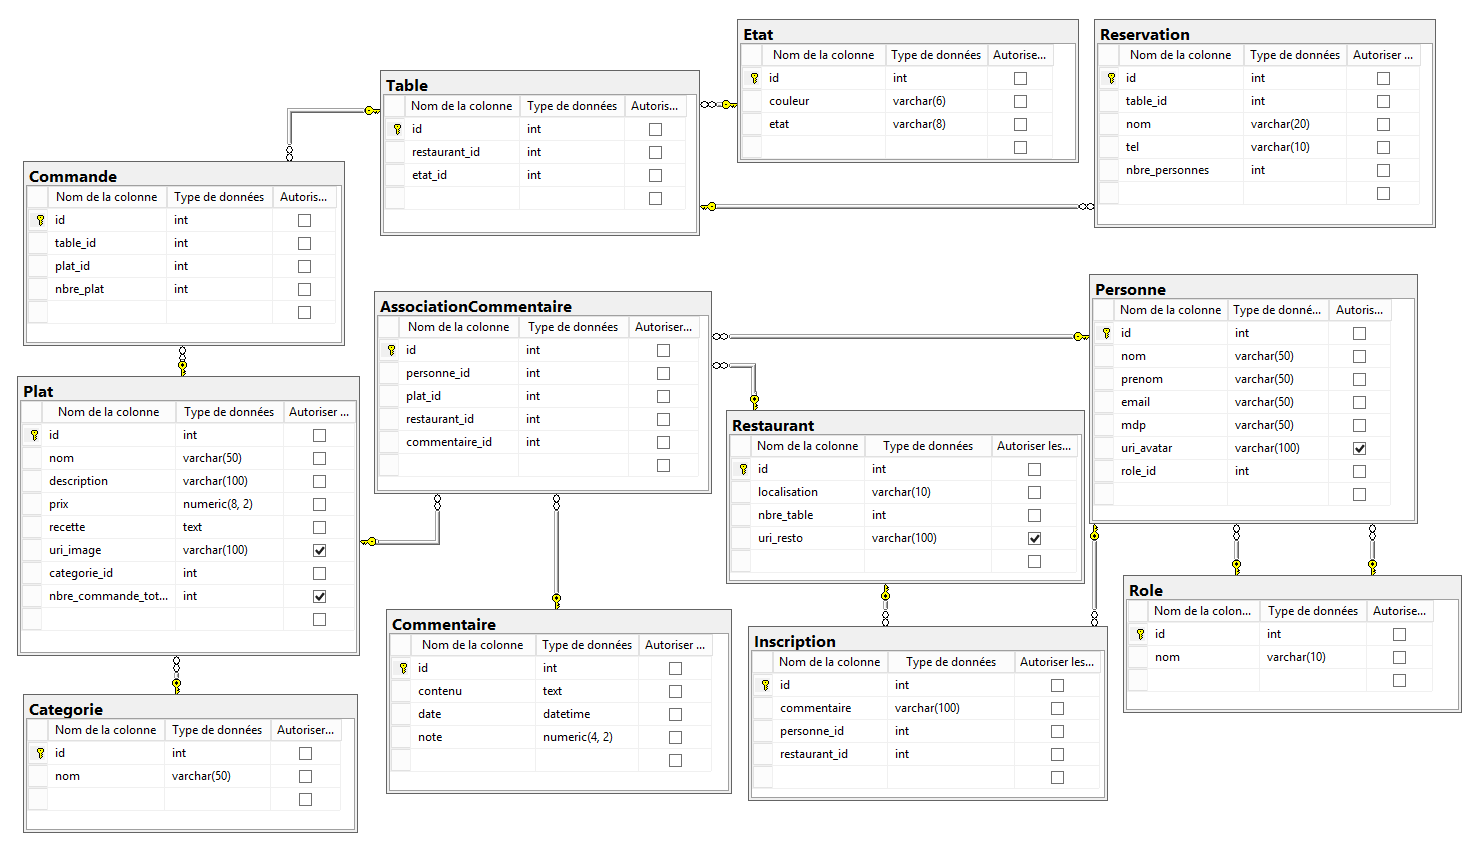 Etat
Nom de la colonne Type de données Autorise...
id int
couleur varchar(6)
etat varchar(8)
Reservation
Nom de la colonne Type de données Autoriser ...
id int
table_id int
nom varchar(20)
tel varchar(10)
nbre_personnes int
Table
Nom de la colonne Type de données Autoris...
id int
restaurant_id int
etat_id int
Commande
Nom de la colonne Type de données Autoris...
id int
table_id int
plat_id int
nbre_plat int
AssociationCommentaire
Nom de la colonne Type de données Autoriser...
id int
personne_id int
plat_id int
restaurant_id int
commentaire_id int
Personne
Nom de la colonne Type de donné... Autoris...
id int
nom varchar(50)
prenom varchar(50)
email varchar(50)
mdp varchar(50)
uri_avatar varchar(100)
role_id int
Plat
Nom de la colonne Type de données Autoriser ...
id int
nom varchar(50)
description varchar(100)
prix numeric(8, 2)
recette text
uri_image varchar(100)
categorie_id int
nbre_commande_tot... int
Restaurant
Nom de la colonne Type de données Autoriser les...
id int
localisation varchar(10)
nbre_table int
uri_resto varchar(100)
Role
Nom de la colon... Type de données Autorise...
id int
nom varchar(10)
Commentaire
Nom de la colonne Type de données Autoriser ...
id int
contenu text
date datetime
note numeric(4, 2)
Inscription
Nom de la colonne Type de données Autoriser les...
id int
commentaire varchar(100)
personne_id int
restaurant_id int
Categorie
Nom de la colonne Type de données Autoriser...
id int
nom varchar(50)